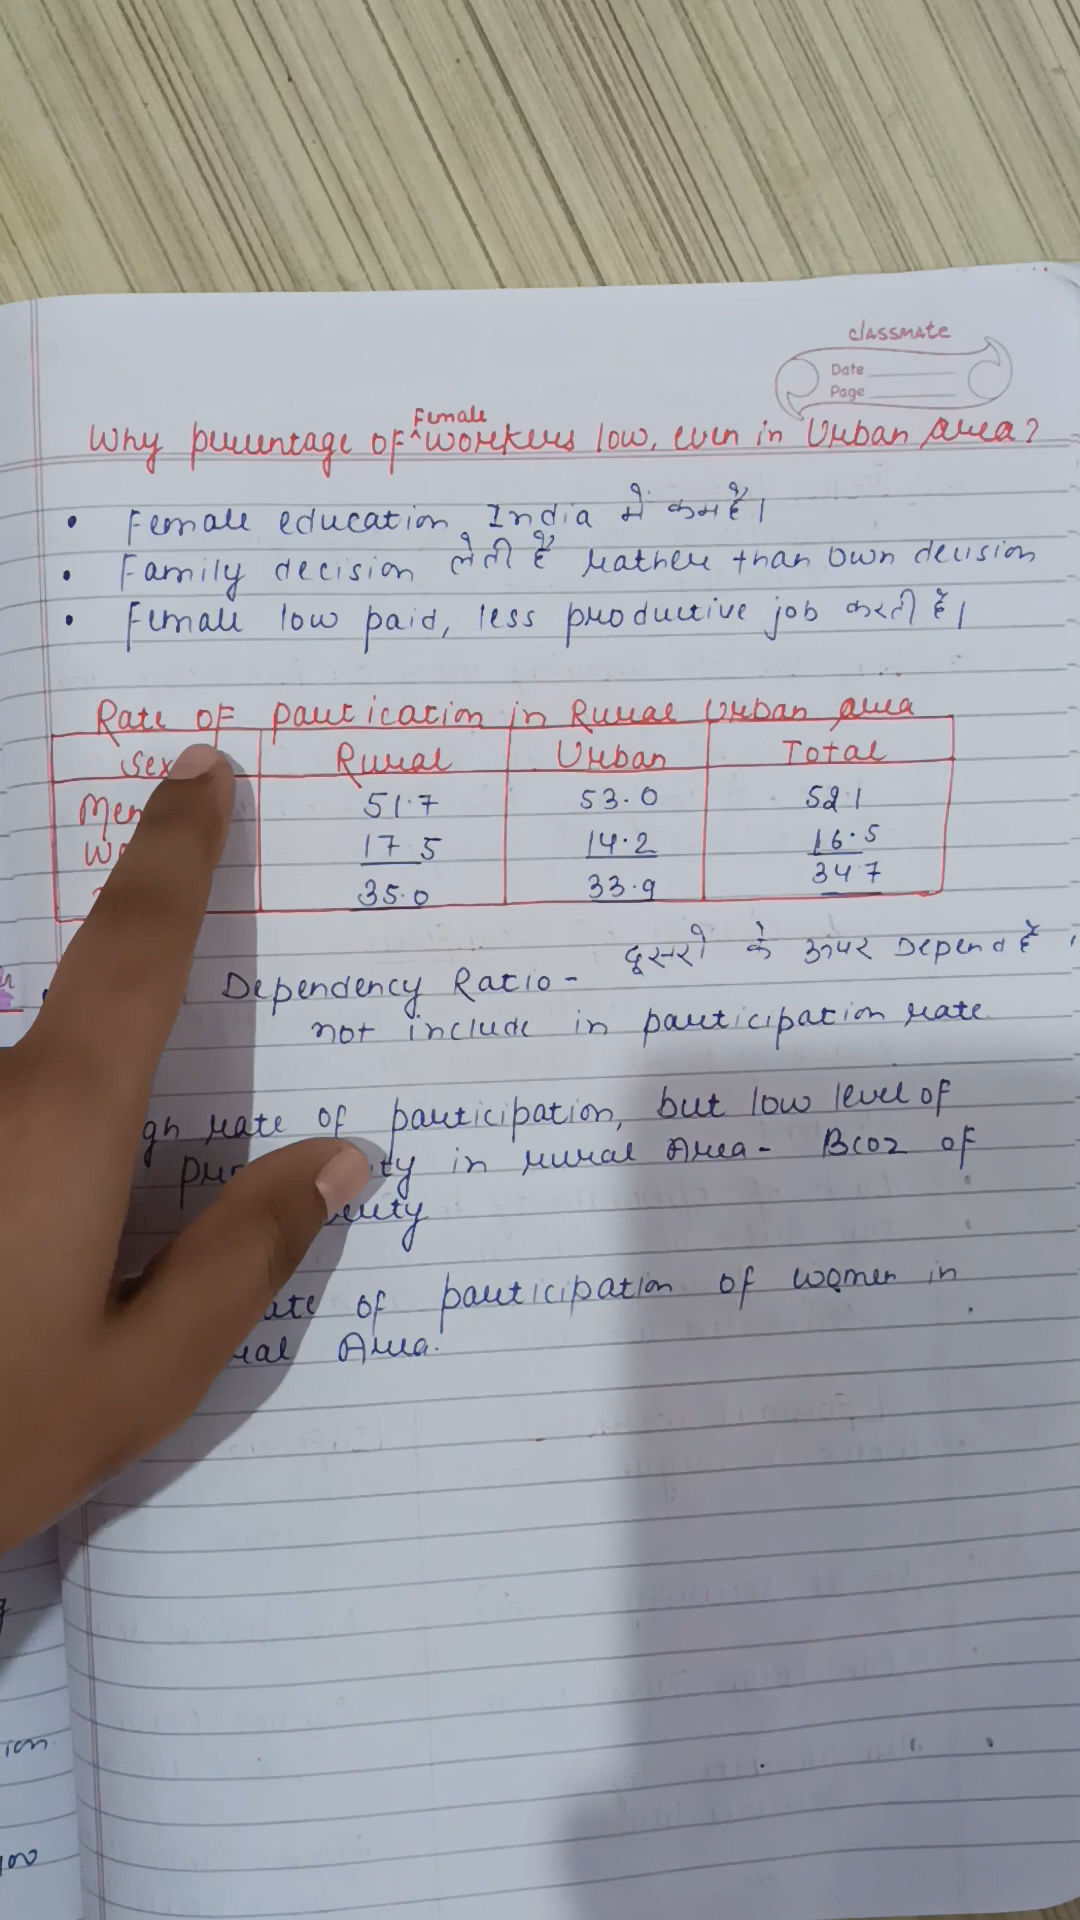 classmate
Date
Page
Why percentage of Female workers low, even in Urban area?
• Female education India में कम है।
• Family decision लेती है rather than own decision
• Female low paid, less productive job करती है।
Rate of partication in Rural Urban area
Sex Rural Urban Total
Men 51.7 53.0 52.1
17.5 14.2 16.5
35.0 33.9 34.7
Dependency Ratio - दूसरो के ऊपर Depend है।
not include in participation rate
rate of participation, but low level of
in rural Area - Bcoz of
ate of participation of women in
Area.